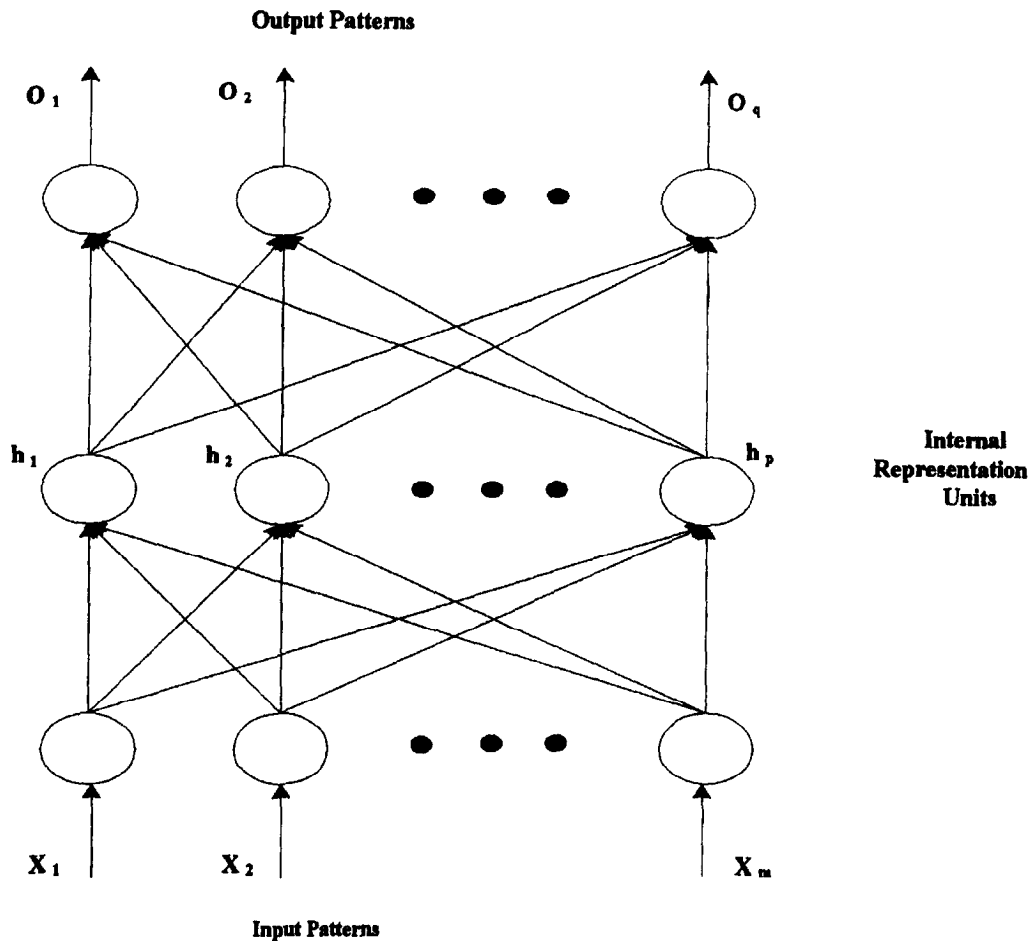 Output Patterns
O 1
O 2
O q
h 1
h 2
h p
Internal
Representation
Units
X 1
X 2
X m
Input Patterns